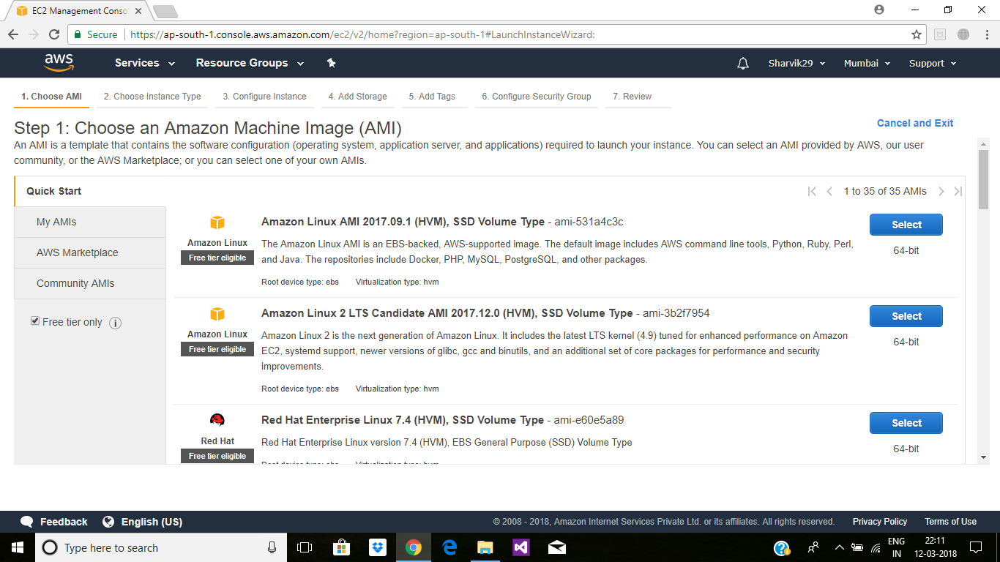 EC2 Management Conso
Secure
https://ap-south-1.console.aws.amazon.com/ec2/v2/home?region=ap-south-1#LaunchInstanceWizard:
aws
Services
Resource Groups
Sharvik29
Mumbai
Support
1. Choose AMI
2. Choose Instance Type
3. Configure Instance
4. Add Storage
5. Add Tags
6. Configure Security Group
7. Review
Step 1: Choose an Amazon Machine Image (AMI)
Cancel and Exit
An AMI is a template that contains the software configuration (operating system, application server, and applications) required to launch your instance. You can select an AMI provided by AWS, our user
community, or the AWS Marketplace; or you can select one of your own AMIs.
Quick Start
1 to 35 of 35 AMIs
My AMIs
AWS Marketplace
Community AMIs
Free tier only
Amazon Linux
Free tier eligible
Amazon Linux AMI 2017.09.1 (HVM), SSD Volume Type - ami-531a4c3c
The Amazon Linux AMI is an EBS-backed, AWS-supported image. The default image includes AWS command line tools, Python, Ruby, Perl,
and Java. The repositories include Docker, PHP, MySQL, PostgreSQL, and other packages.
Root device type: ebs
Virtualization type: hvm
Select
64-bit
Amazon Linux
Free tier eligible
Amazon Linux 2 LTS Candidate AMI 2017.12.0 (HVM), SSD Volume Type - ami-3b2f7954
Amazon Linux 2 is the next generation of Amazon Linux. It includes the latest LTS kernel (4.9) tuned for enhanced performance on Amazon
EC2, systemd support, newer versions of glibc, gcc and binutils, and an additional set of core packages for performance and security
improvements.
Root device type: ebs
Virtualization type: hvm
Select
64-bit
Red Hat
Free tier eligible
Red Hat Enterprise Linux 7.4 (HVM), SSD Volume Type - ami-e60e5a89
Red Hat Enterprise Linux version 7.4 (HVM), EBS General Purpose (SSD) Volume Type
Root device type: ebs
Virtualization type: hvm
Select
64-bit
Feedback
English (US)
© 2008 - 2018, Amazon Internet Services Private Ltd. or its affiliates. All rights reserved.
Privacy Policy
Terms of Use
Type here to search
ENG
IN
22:11
12-03-2018